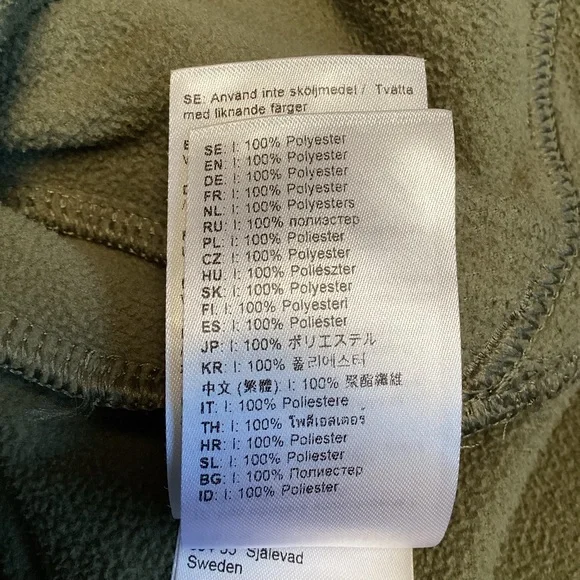 SE: Använd inte sköljmedel / Tvätta
med liknande färger
SE: I: 100% Polyester
EN: I: 100% Polyester
DE: I: 100% Polyester
FR: I: 100% Polyester
NL: I: 100% Polyesters
RU: I: 100% полиэстер
PL: I: 100% Poliester
CZ: I: 100% Polyester
HU: I: 100% Poliészter
SK: I: 100% Polyester
FI: I: 100% Polyesteri
ES: I: 100% Poliéster
JP: I: 100% ポリエステル
KR: I: 100% 폴리에스터
中文 (繁體) I: 100% 聚酯纖維
IT: I: 100% Poliestere
TH: I: 100% โพลีเอสเตอร์
HR: I: 100% Poliester
SL: I: 100% Poliester
BG: I: 100% Полиестер
ID: I: 100% Poliester
Själevad
Sweden